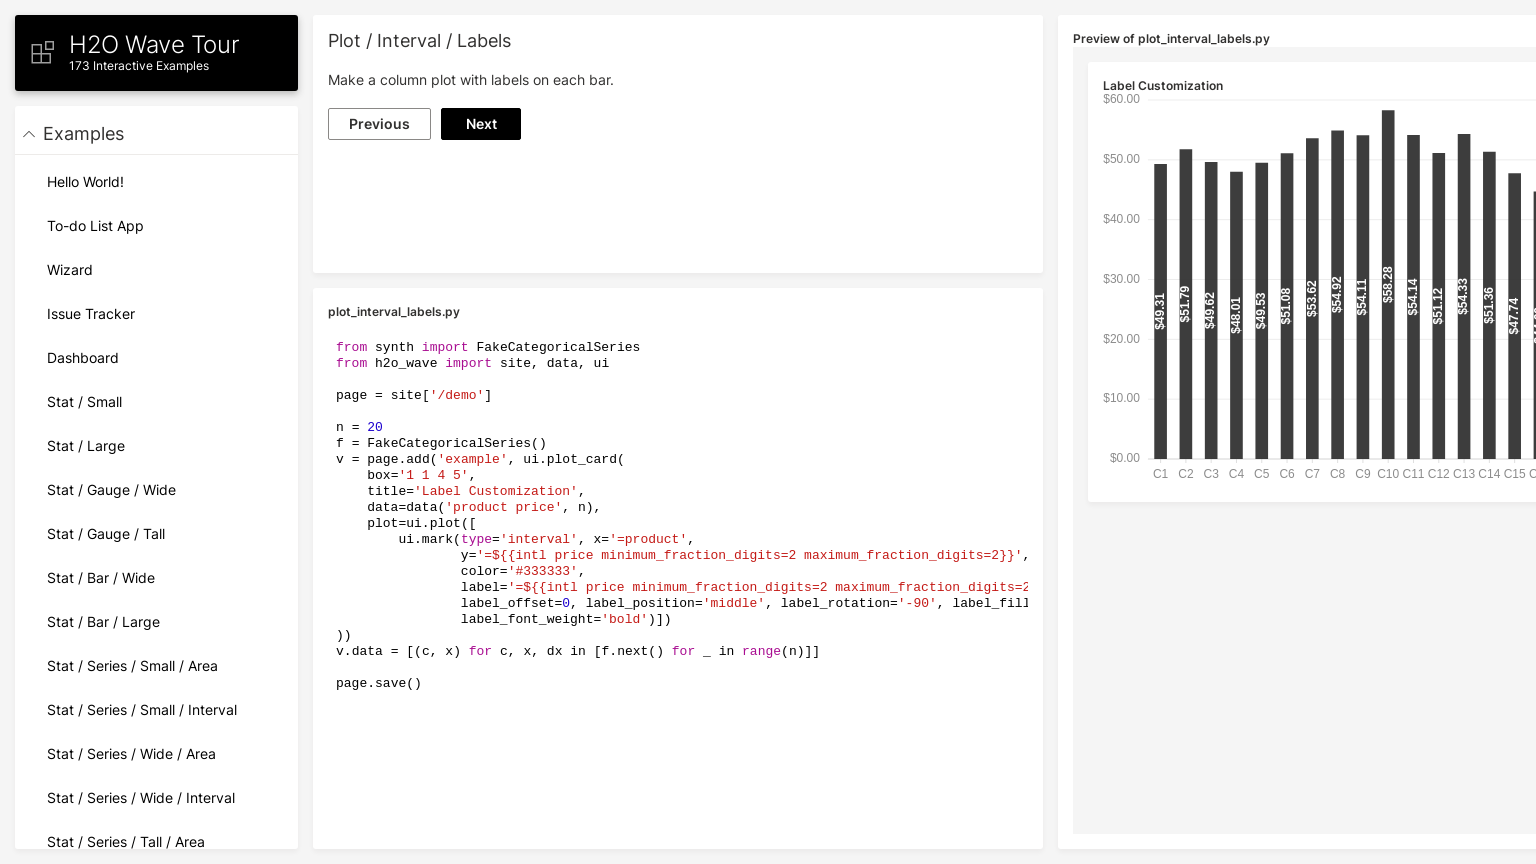 H2O Wave Tour
173 Interactive Examples
Examples
Hello World!
To-do List App
Wizard
Issue Tracker
Dashboard
Stat / Small
Stat / Large
Stat / Gauge / Wide
Stat / Gauge / Tall
Stat / Bar / Wide
Stat / Bar / Large
Stat / Series / Small / Area
Stat / Series / Small / Interval
Stat / Series / Wide / Area
Stat / Series / Wide / Interval
Stat / Series / Tall / Area
Plot / Interval / Labels
Make a column plot with labels on each bar.
Previous Next
plot_interval_labels.py
from synth import FakeCategoricalSeries
from h2o_wave import site, data, ui
page = site['/demo']
n = 20
f = FakeCategoricalSeries()
v = page.add('example', ui.plot_card(
    box='1 1 4 5',
    title='Label Customization',
    data=data('product price', n),
    plot=ui.plot([
        ui.mark(type='interval', x='=product',
                y='=${{intl price minimum_fraction_digits=2 maximum_fraction_digits=2}}',
                color='#333333',
                label='=${{intl price minimum_fraction_digits=2 maximum_fraction_digits=2
                label_offset=0, label_position='middle', label_rotation='-90', label_fill
                label_font_weight='bold')])
))
v.data = [(c, x) for c, x, dx in [f.next() for _ in range(n)]]
page.save()
Preview of plot_interval_labels.py
Label Customization
$60.00
$50.00
$40.00
$30.00
$20.00
$10.00
$0.00
$49.31 $51.79 $49.62 $48.01 $49.53 $51.08 $53.62 $54.92 $54.11 $58.28 $54.14 $51.12 $54.33 $51.36 $47.74
C1 C2 C3 C4 C5 C6 C7 C8 C9 C10 C11 C12 C13 C14 C15